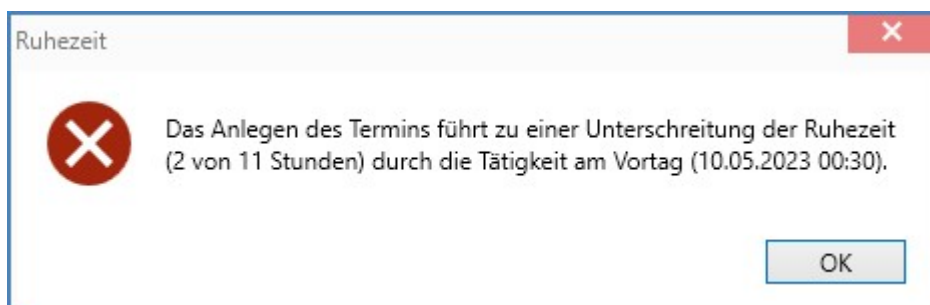 Ruhezeit
Das Anlegen des Termins führt zu einer Unterschreitung der Ruhezeit
(2 von 11 Stunden) durch die Tätigkeit am Vortag (10.05.2023 00:30).
OK